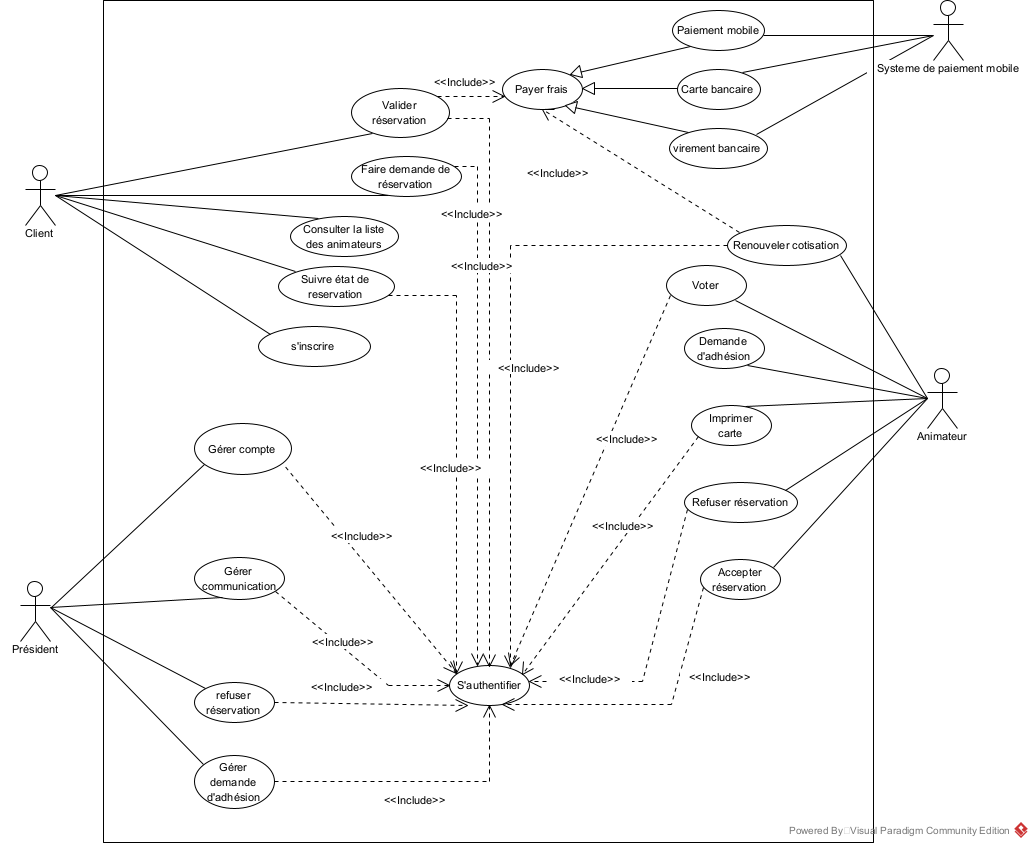 Paiement mobile
Systeme de paiement mobile
<<Include>>
Payer frais
Carte bancaire
Valider
réservation
virement bancaire
Faire demande de
réservation
<<Include>>
<<Include>>
Client
Consulter la liste
des animateurs
Renouveler cotisation
<<Include>>
Suivre état de
reservation
Voter
s'inscrire
Demande
d'adhésion
<<Include>>
Imprimer
carte
Animateur
<<Include>>
Gérer compte
<<Include>>
Refuser réservation
<<Include>>
<<Include>>
Gérer
communication
Accepter
réservation
<<Include>>
Président
<<Include>>
S'authentifier
<<Include>>
<<Include>>
refuser
réservation
Gérer
demande
d'adhésion
<<Include>>
Powered By Visual Paradigm Community Edition